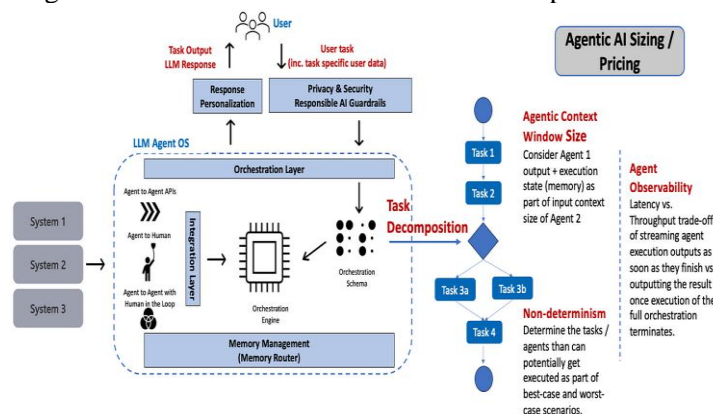 User
Task Output
LLM Response
User task
(inc. task specific user data)
Agentic AI Sizing /
Pricing
Response
Personalization
Privacy & Security
Responsible AI Guardrails
LLM Agent OS
Orchestration Layer
Agent to Agent APIs
Agent to Human
Agent to Agent with
Human in the Loop
Integration
Layer
Orchestration
Engine
Orchestration
Schema
Memory Management
(Memory Router)
System 1
System 2
System 3
Task
Decomposition
Task 1
Task 2
Task 3a
Task 3b
Task 4
Agentic Context
Window Size
Consider Agent 1
output + execution
state (memory) as
part of input context
size of Agent 2
Non-determinism
Determine the tasks /
agents than can
potentially get
executed as part of
best-case and worst-
case scenarios.
Agent
Observability
Latency vs.
Throughput trade-off
of streaming agent
execution outputs as
soon as they finish vs
outputting the result
once execution of the
full orchestration
terminates.